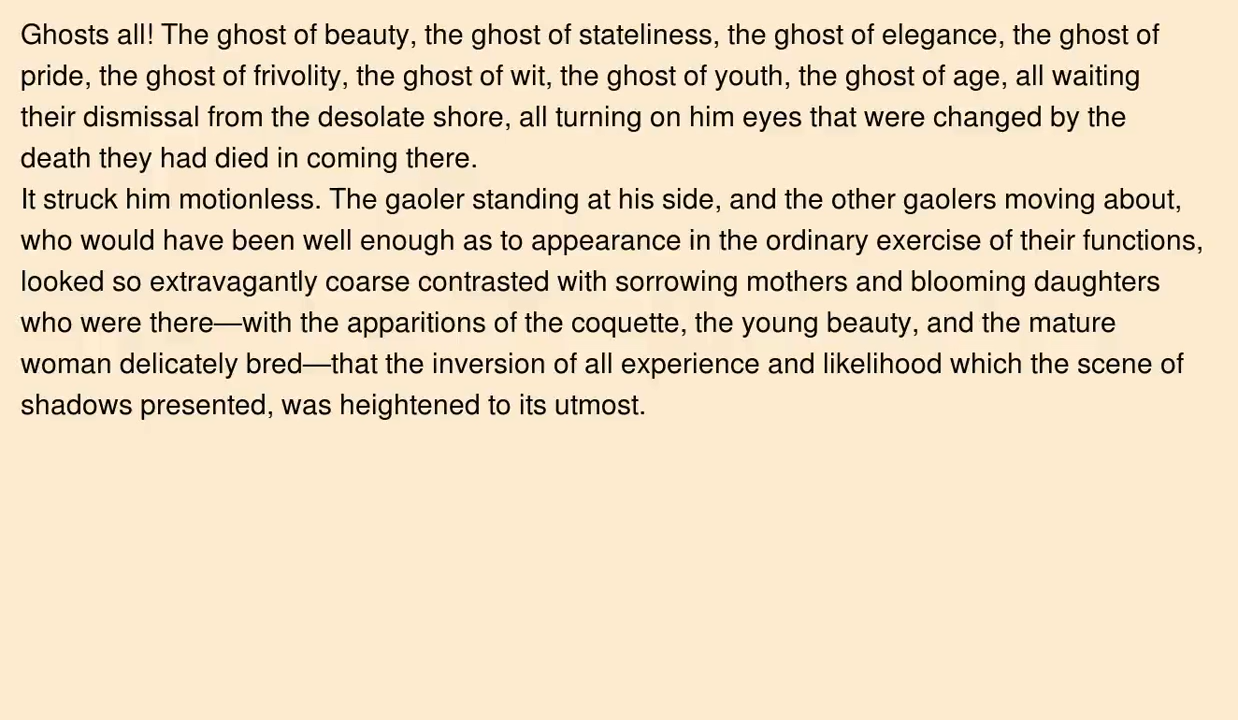 Ghosts all! The ghost of beauty, the ghost of stateliness, the ghost of elegance, the ghost of
pride, the ghost of frivolity, the ghost of wit, the ghost of youth, the ghost of age, all waiting
their dismissal from the desolate shore, all turning on him eyes that were changed by the
death they had died in coming there.
It struck him motionless. The gaoler standing at his side, and the other gaolers moving about,
who would have been well enough as to appearance in the ordinary exercise of their functions,
looked so extravagantly coarse contrasted with sorrowing mothers and blooming daughters
who were there—with the apparitions of the coquette, the young beauty, and the mature
woman delicately bred—that the inversion of all experience and likelihood which the scene of
shadows presented, was heightened to its utmost.